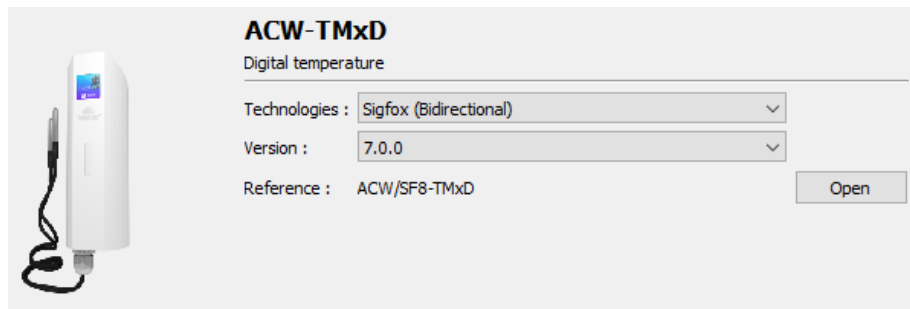 ACW-TMxD
Digital temperature
Technologies : Sigfox (Bidirectional)
Version : 7.0.0
Reference : ACW/SF8-TMxD Open